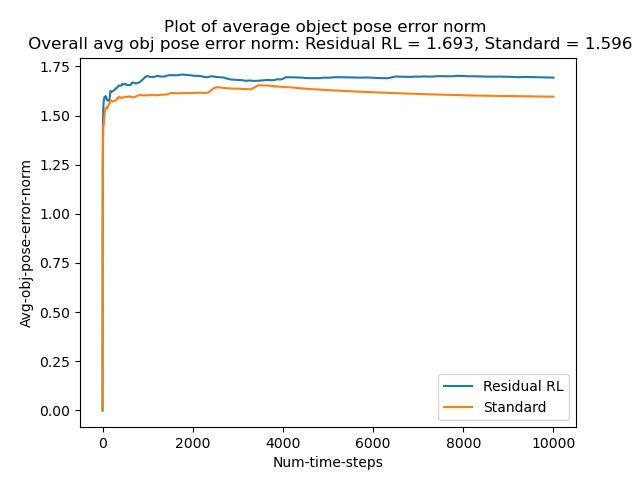 Plot of average object pose error norm
Overall avg obj pose error norm: Residual RL = 1.693, Standard = 1.596
1.75
1.50
1.25
1.00
0.75
0.50
0.25
0.00
Avg-obj-pose-error-norm
Residual RL
Standard
0 2000 4000 6000 8000 10000
Num-time-steps